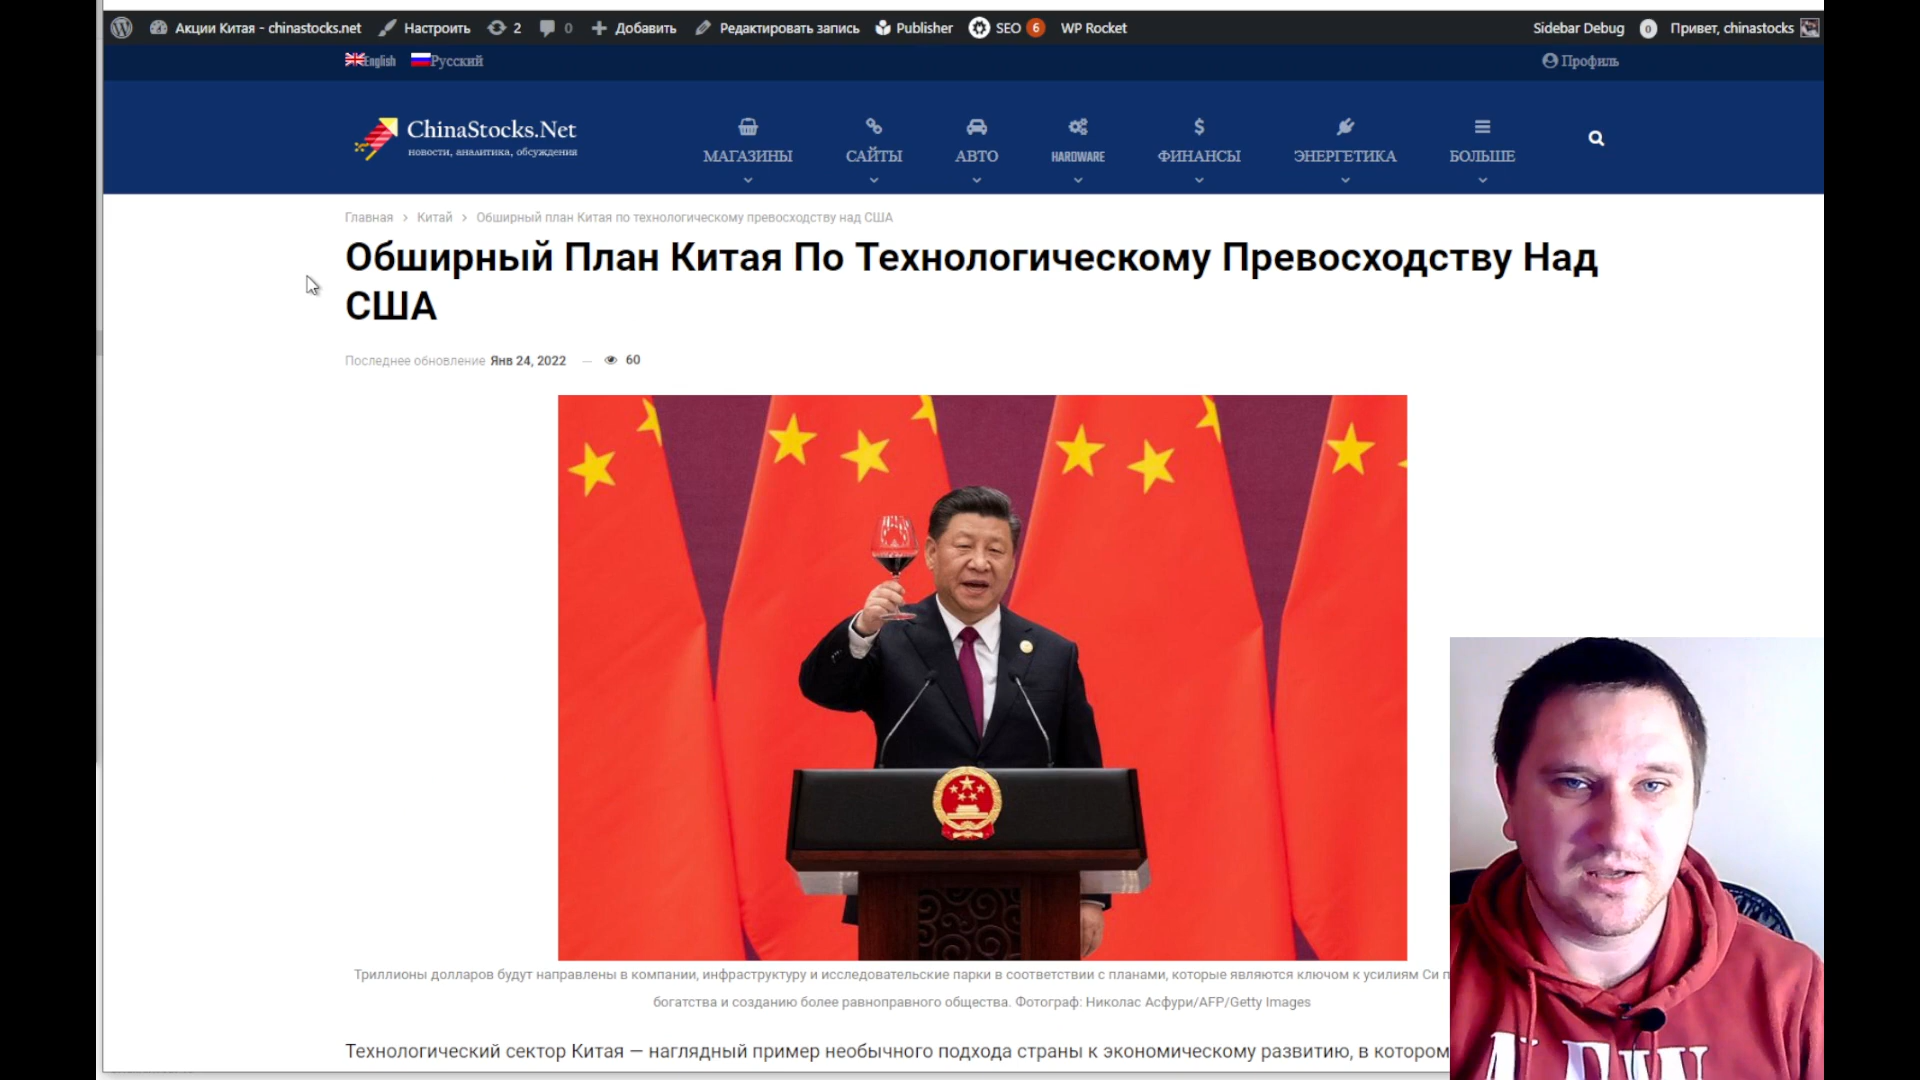 Акции Китая - chinastocks.net Настроить 2 0 Добавить Редактировать запись Publisher SEO 6 WP Rocket Sidebar Debug 0 Привет, chinastocks
English Русский Профиль
ChinaStocks.Net
новости, аналитика, обсуждения
МАГАЗИНЫ САЙТЫ АВТО HARDWARE ФИНАНСЫ ЭНЕРГЕТИКА БОЛЬШЕ
Главная > Китай > Обширный план Китая по технологическому превосходству над США
Обширный План Китая По Технологическому Превосходству Над
США
Последнее обновление Янв 24, 2022 — 60
Триллионы долларов будут направлены в компании, инфраструктуру и исследовательские парки в соответствии с планами, которые являются ключом к усилиям Си п
богатства и созданию более равноправного общества. Фотограф: Николас Асфури/AFP/Getty Images
Технологический сектор Китая — наглядный пример необычного подхода страны к экономическому развитию, в котором